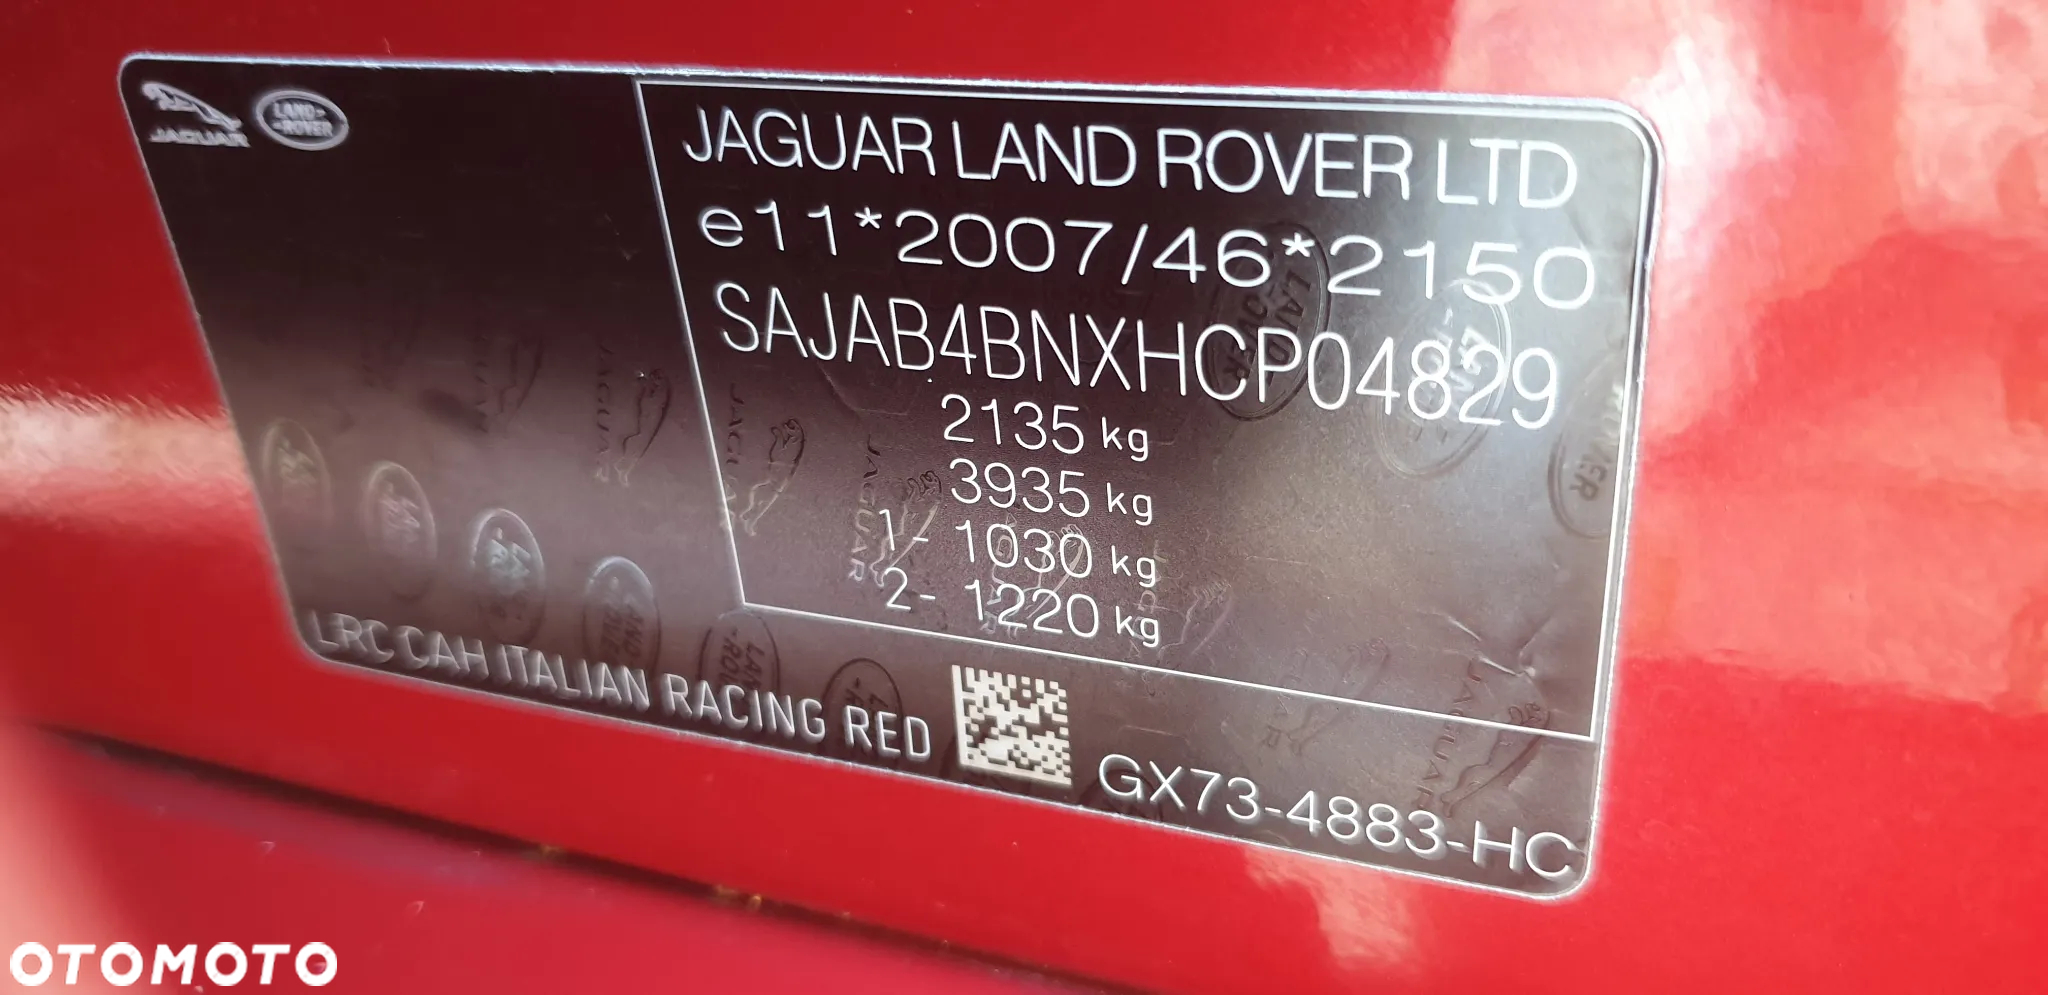 JAGUAR
LAND-
-ROVER
JAGUAR LAND ROVER LTD
e11*2007/46*2150
SAJAB4BNXHCP04829
2135 kg
3935 kg
1- 1030 kg
2- 1220 kg
LRC CAH ITALIAN RACING RED
GX73-4883-HC
OTOMOTO